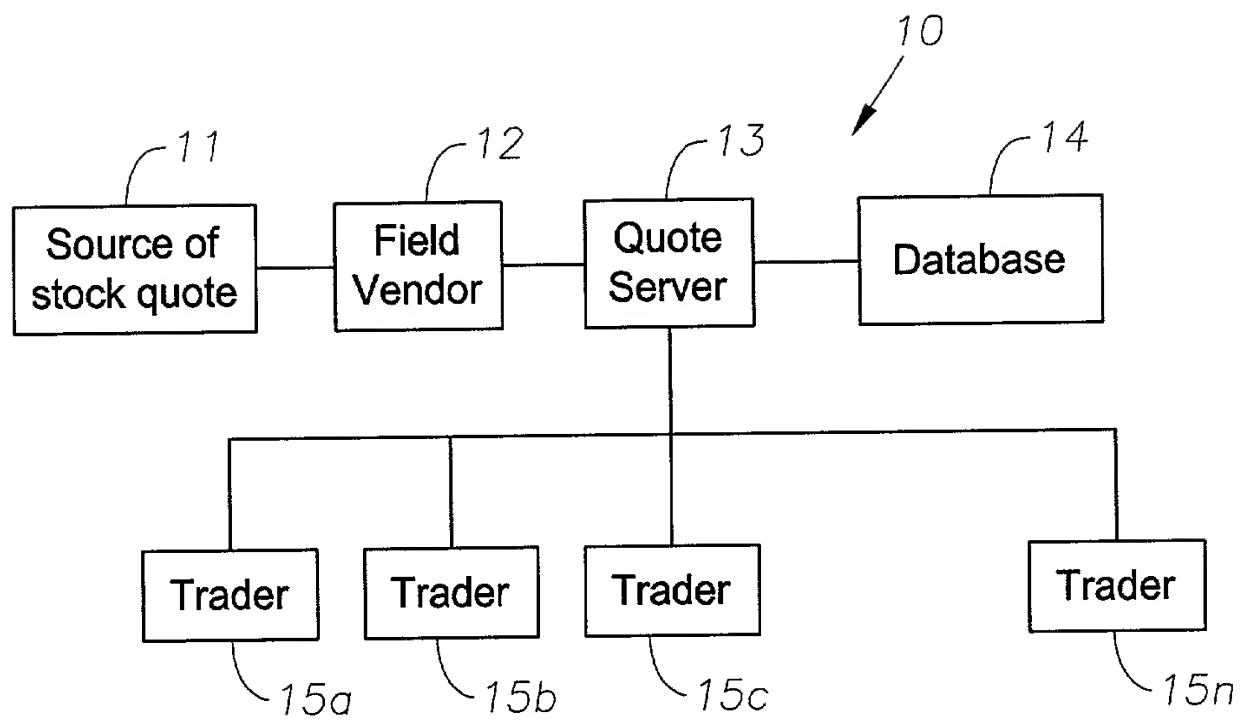 10
11
12
13
14
Source of
stock quote
Field
Vendor
Quote
Server
Database
Trader
Trader
Trader
Trader
15a
15b
15c
15n